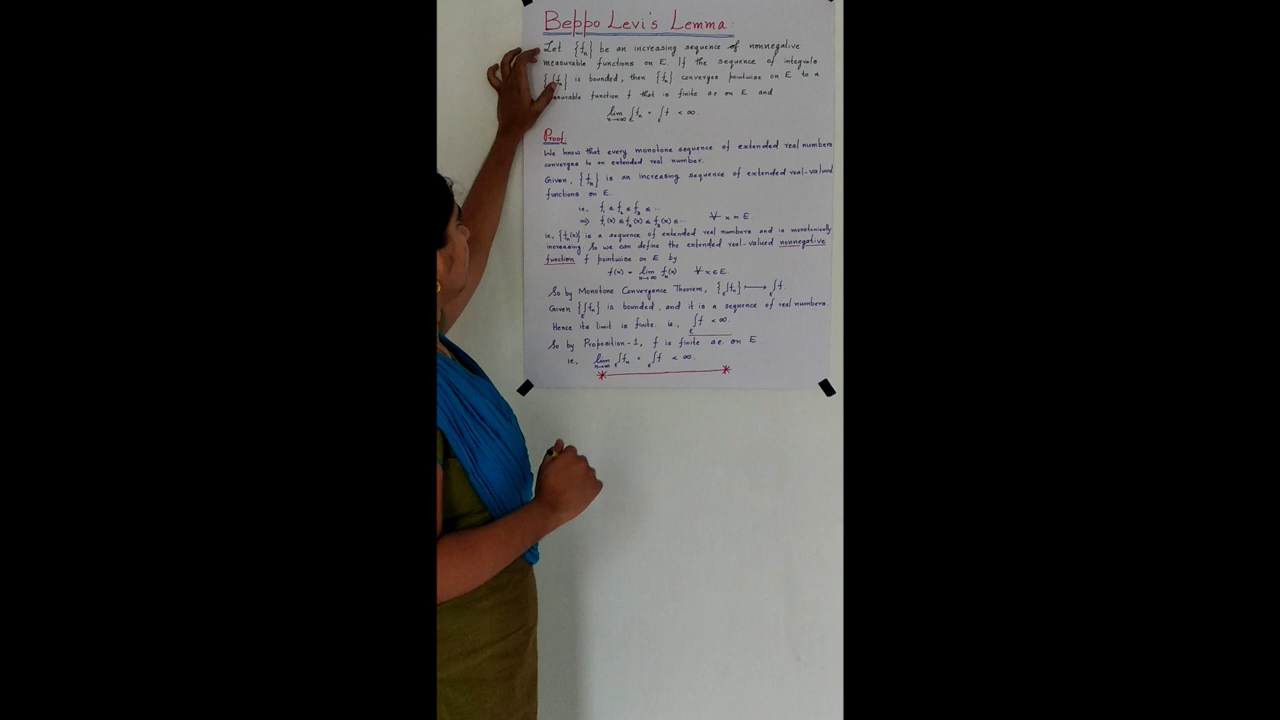 Beppo Levi's Lemma:
Let {fn} be an increasing sequence of nonnegative
measurable functions on E. If the sequence of integrals
{∫fn} is bounded, then {fn} converges pointwise on E to a
function f that is finite a.e. on E and
lim n→∞ ∫E fn = ∫E f < ∞.
Proof:
We know that every monotone sequence of extended real numbers
converges to an extended real number.
Given, {fn} is an increasing sequence of extended real-valued
functions on E.
ie., f1 ≤ f2 ≤ f3 ≤ ...
⇒ f1(x) ≤ f2(x) ≤ f3(x) ≤ ... ∀ x in E.
ie., {fn(x)} is a sequence of extended real numbers and is monotonically
increasing. So we can define the extended real-valued nonnegative
function f pointwise on E by
f(x) = lim n→∞ fn(x) ∀ x ∈ E.
So by Monotone Convergence Theorem, {∫E fn} ⟼ ∫E f.
Given {∫E fn} is bounded, and it is a sequence of real numbers.
Hence its limit is finite. ie., ∫E f < ∞.
So by Proposition-1, f is finite a.e. on E
ie., lim n→∞ ∫E fn = ∫E f < ∞.